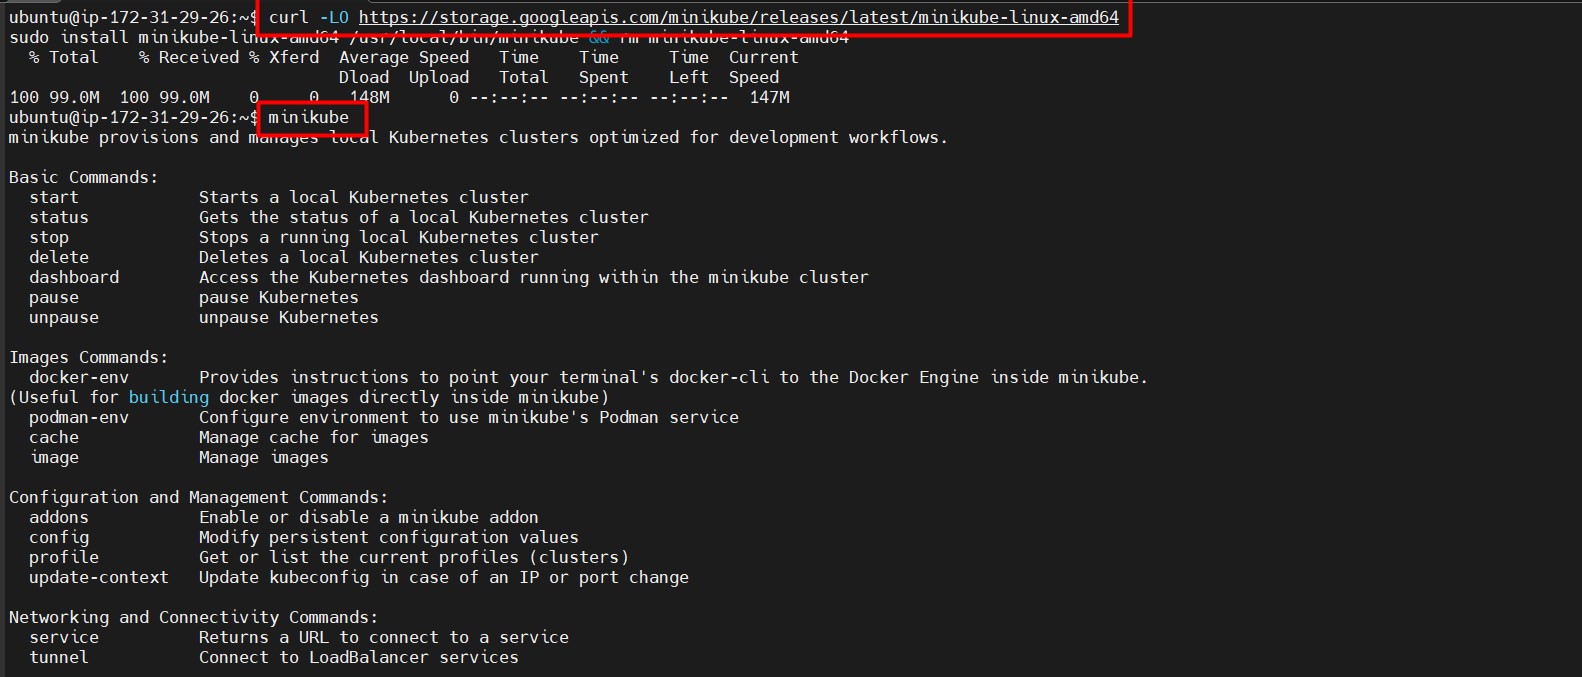 ubuntu@ip-172-31-29-26:~$ curl -LO https://storage.googleapis.com/minikube/releases/latest/minikube-linux-amd64
sudo install minikube-linux-amd64 /usr/local/bin/minikube && rm minikube-linux-amd64
% Total % Received % Xferd Average Speed Time Time Time Current
Dload Upload Total Spent Left Speed
100 99.0M 100 99.0M 0 0 148M 0 --:--:-- --:--:-- --:--:-- 147M
ubuntu@ip-172-31-29-26:~$ minikube
minikube provisions and manages local Kubernetes clusters optimized for development workflows.
Basic Commands:
start Starts a local Kubernetes cluster
status Gets the status of a local Kubernetes cluster
stop Stops a running local Kubernetes cluster
delete Deletes a local Kubernetes cluster
dashboard Access the Kubernetes dashboard running within the minikube cluster
pause pause Kubernetes
unpause unpause Kubernetes
Images Commands:
docker-env Provides instructions to point your terminal's docker-cli to the Docker Engine inside minikube.
(Useful for building docker images directly inside minikube)
podman-env Configure environment to use minikube's Podman service
cache Manage cache for images
image Manage images
Configuration and Management Commands:
addons Enable or disable a minikube addon
config Modify persistent configuration values
profile Get or list the current profiles (clusters)
update-context Update kubeconfig in case of an IP or port change
Networking and Connectivity Commands:
service Returns a URL to connect to a service
tunnel Connect to LoadBalancer services